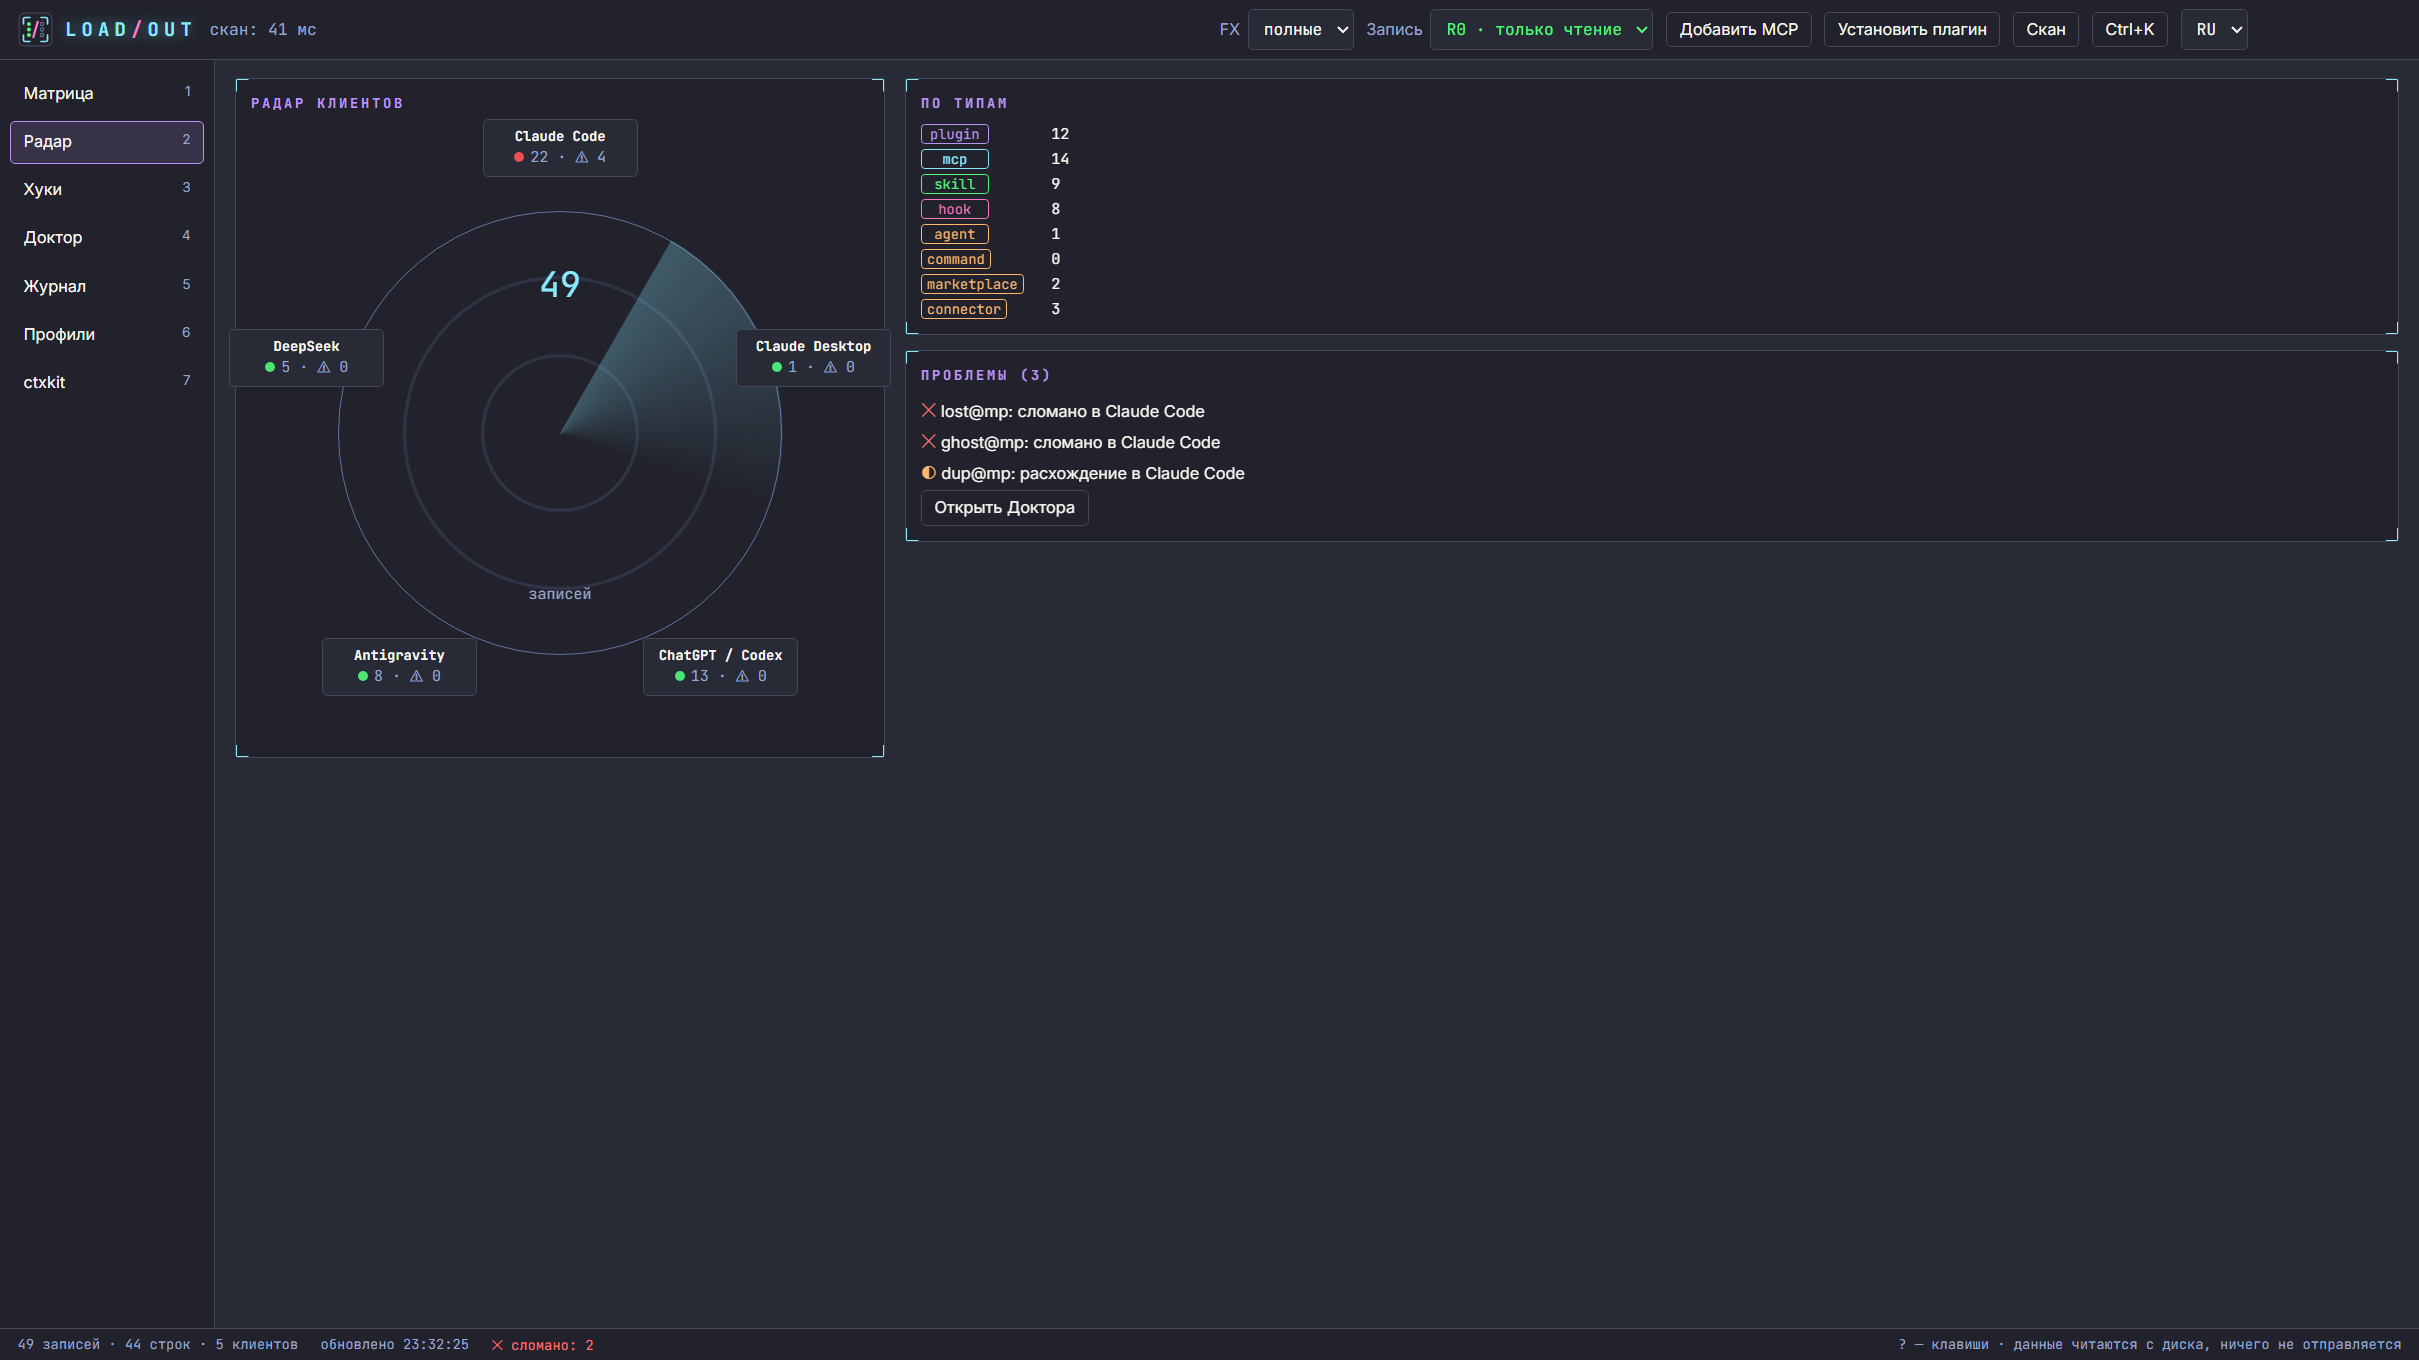 LOAD/OUT скан: 41 мс
FX полные Запись R0 · только чтение Добавить MCP Установить плагин Скан Ctrl+K RU
Матрица 1
Радар 2
Хуки 3
Доктор 4
Журнал 5
Профили 6
ctxkit 7
РАДАР КЛИЕНТОВ
Claude Code
22 · ⚠ 4
49
DeepSeek
5 · ⚠ 0
Claude Desktop
1 · ⚠ 0
записей
Antigravity
8 · ⚠ 0
ChatGPT / Codex
13 · ⚠ 0
ПО ТИПАМ
plugin 12
mcp 14
skill 9
hook 8
agent 1
command 0
marketplace 2
connector 3
ПРОБЛЕМЫ (3)
lost@mp: сломано в Claude Code
ghost@mp: сломано в Claude Code
dup@mp: расхождение в Claude Code
Открыть Доктора
49 записей · 44 строк · 5 клиентов обновлено 23:32:25 сломано: 2
? — клавиши · данные читаются с диска, ничего не отправляется